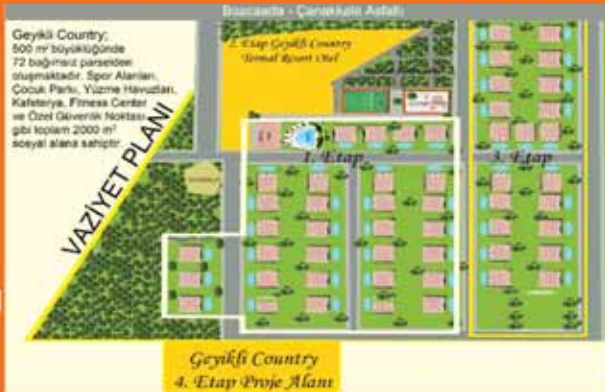 Bozcaada - Çanakkale Asfaltı
Geyikli Country;
500 m² büyüklüğünde
72 bağımsız parselden
oluşmaktadır. Spor Alanları,
Çocuk Parkı, Yüzme Havuzları,
Kafeterya, Fitness Center
ve Özel Güvenlik Noktası
gibi toplam 2000 m²
sosyal alana sahiptir.
VAZİYET PLANI
2. Etap Geyikli Country
Termal Resort Otel
1. Etap
3. Etap
Geyikli Country
4. Etap Proje Alanı